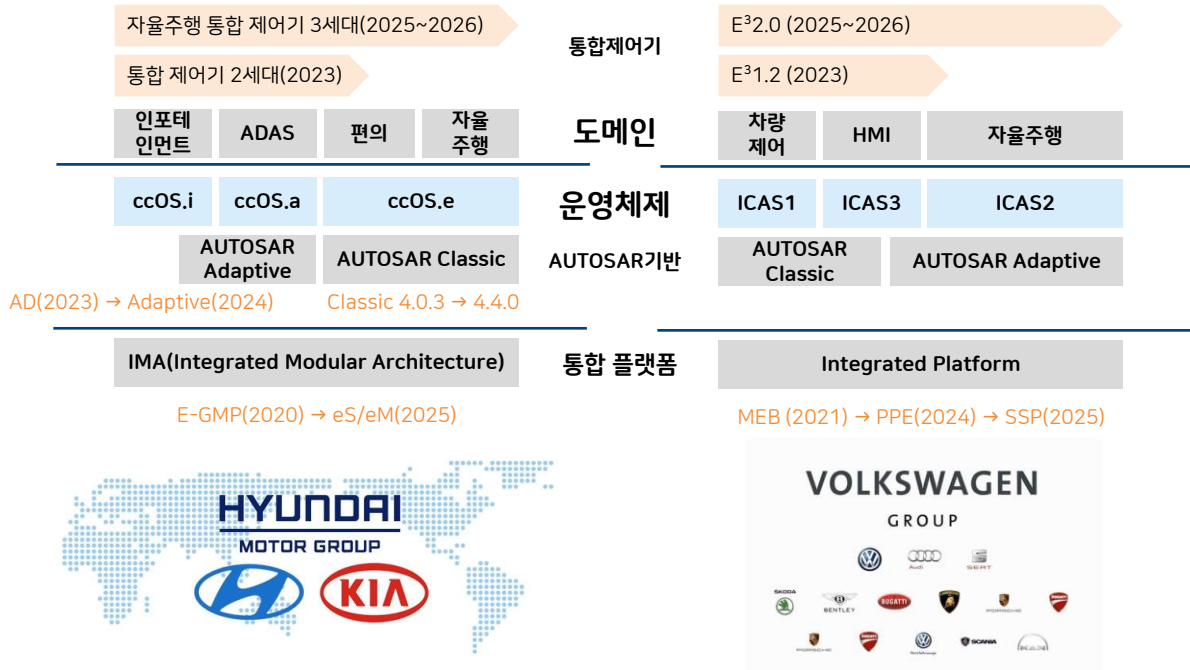 자율주행 통합 제어기 3세대(2025~2026)
통합 제어기 2세대(2023)
통합제어기
E³2.0 (2025~2026)
E³1.2 (2023)
인포테
인먼트
ADAS
편의
자율
주행
도메인
차량
제어
HMI
자율주행
ccOS.i
ccOS.a
ccOS.e
운영체제
ICAS1
ICAS3
ICAS2
AUTOSAR
Adaptive
AUTOSAR Classic
AUTOSAR기반
AUTOSAR
Classic
AUTOSAR Adaptive
AD(2023) → Adaptive(2024)
Classic 4.0.3 → 4.4.0
IMA(Integrated Modular Architecture)
통합 플랫폼
Integrated Platform
E-GMP(2020) → eS/eM(2025)
MEB (2021) → PPE(2024) → SSP(2025)
HYUNDAI
MOTOR GROUP
KIA
VOLKSWAGEN
GROUP
Audi
SEAT
SKODA
BENTLEY
BUGATTI
PORSCHE
DUCATI
PORSCHE
DUCATI
SCANIA
MAN